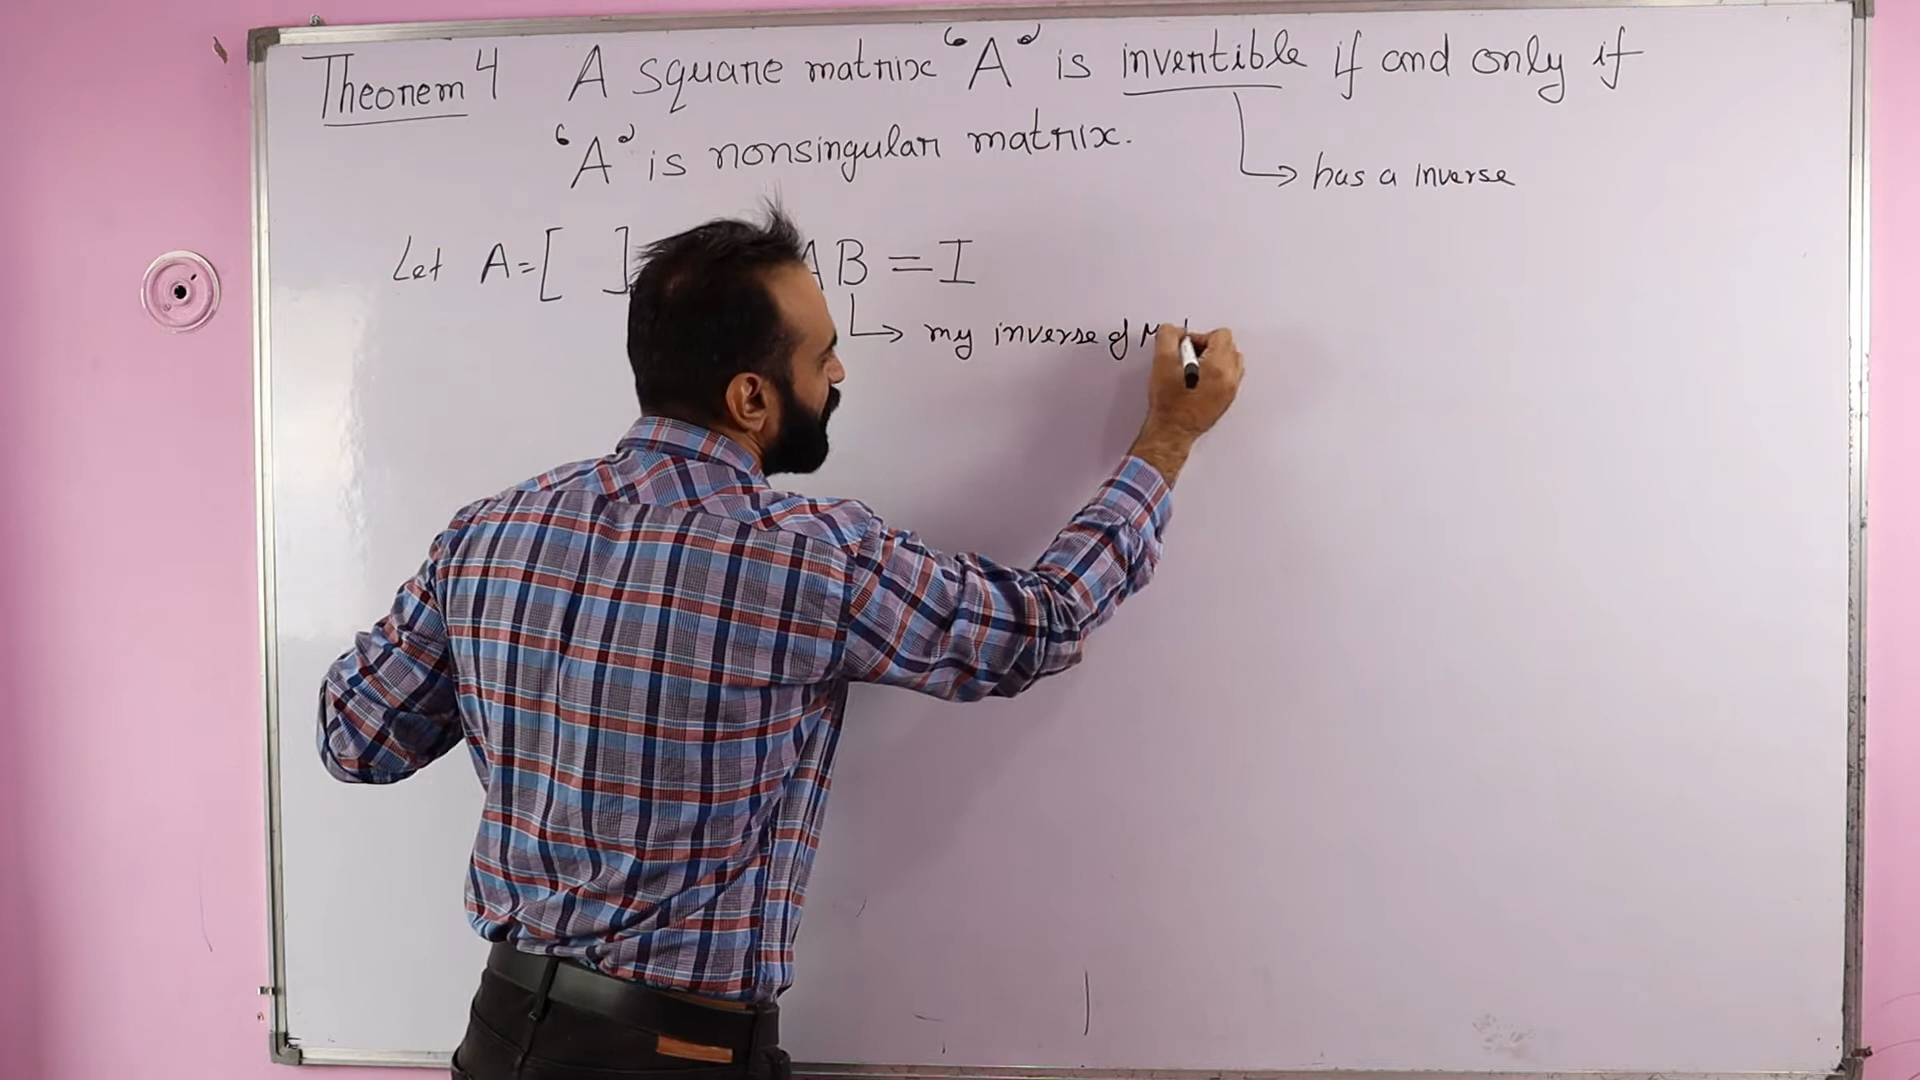 Theorem 4 A square matrix 'A' is invertible if and only if
'A' is nonsingular matrix.
has a inverse
Let A = [ ] AB = I
my inverse of